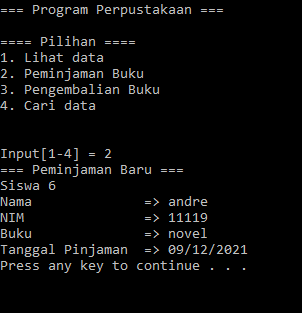 === Program Perpustakaan ===
==== Pilihan ====
1. Lihat data
2. Peminjaman Buku
3. Pengembalian Buku
4. Cari data
Input[1-4] = 2
=== Peminjaman Baru ===
Siswa 6
Nama => andre
NIM => 11119
Buku => novel
Tanggal Pinjaman => 09/12/2021
Press any key to continue . . .